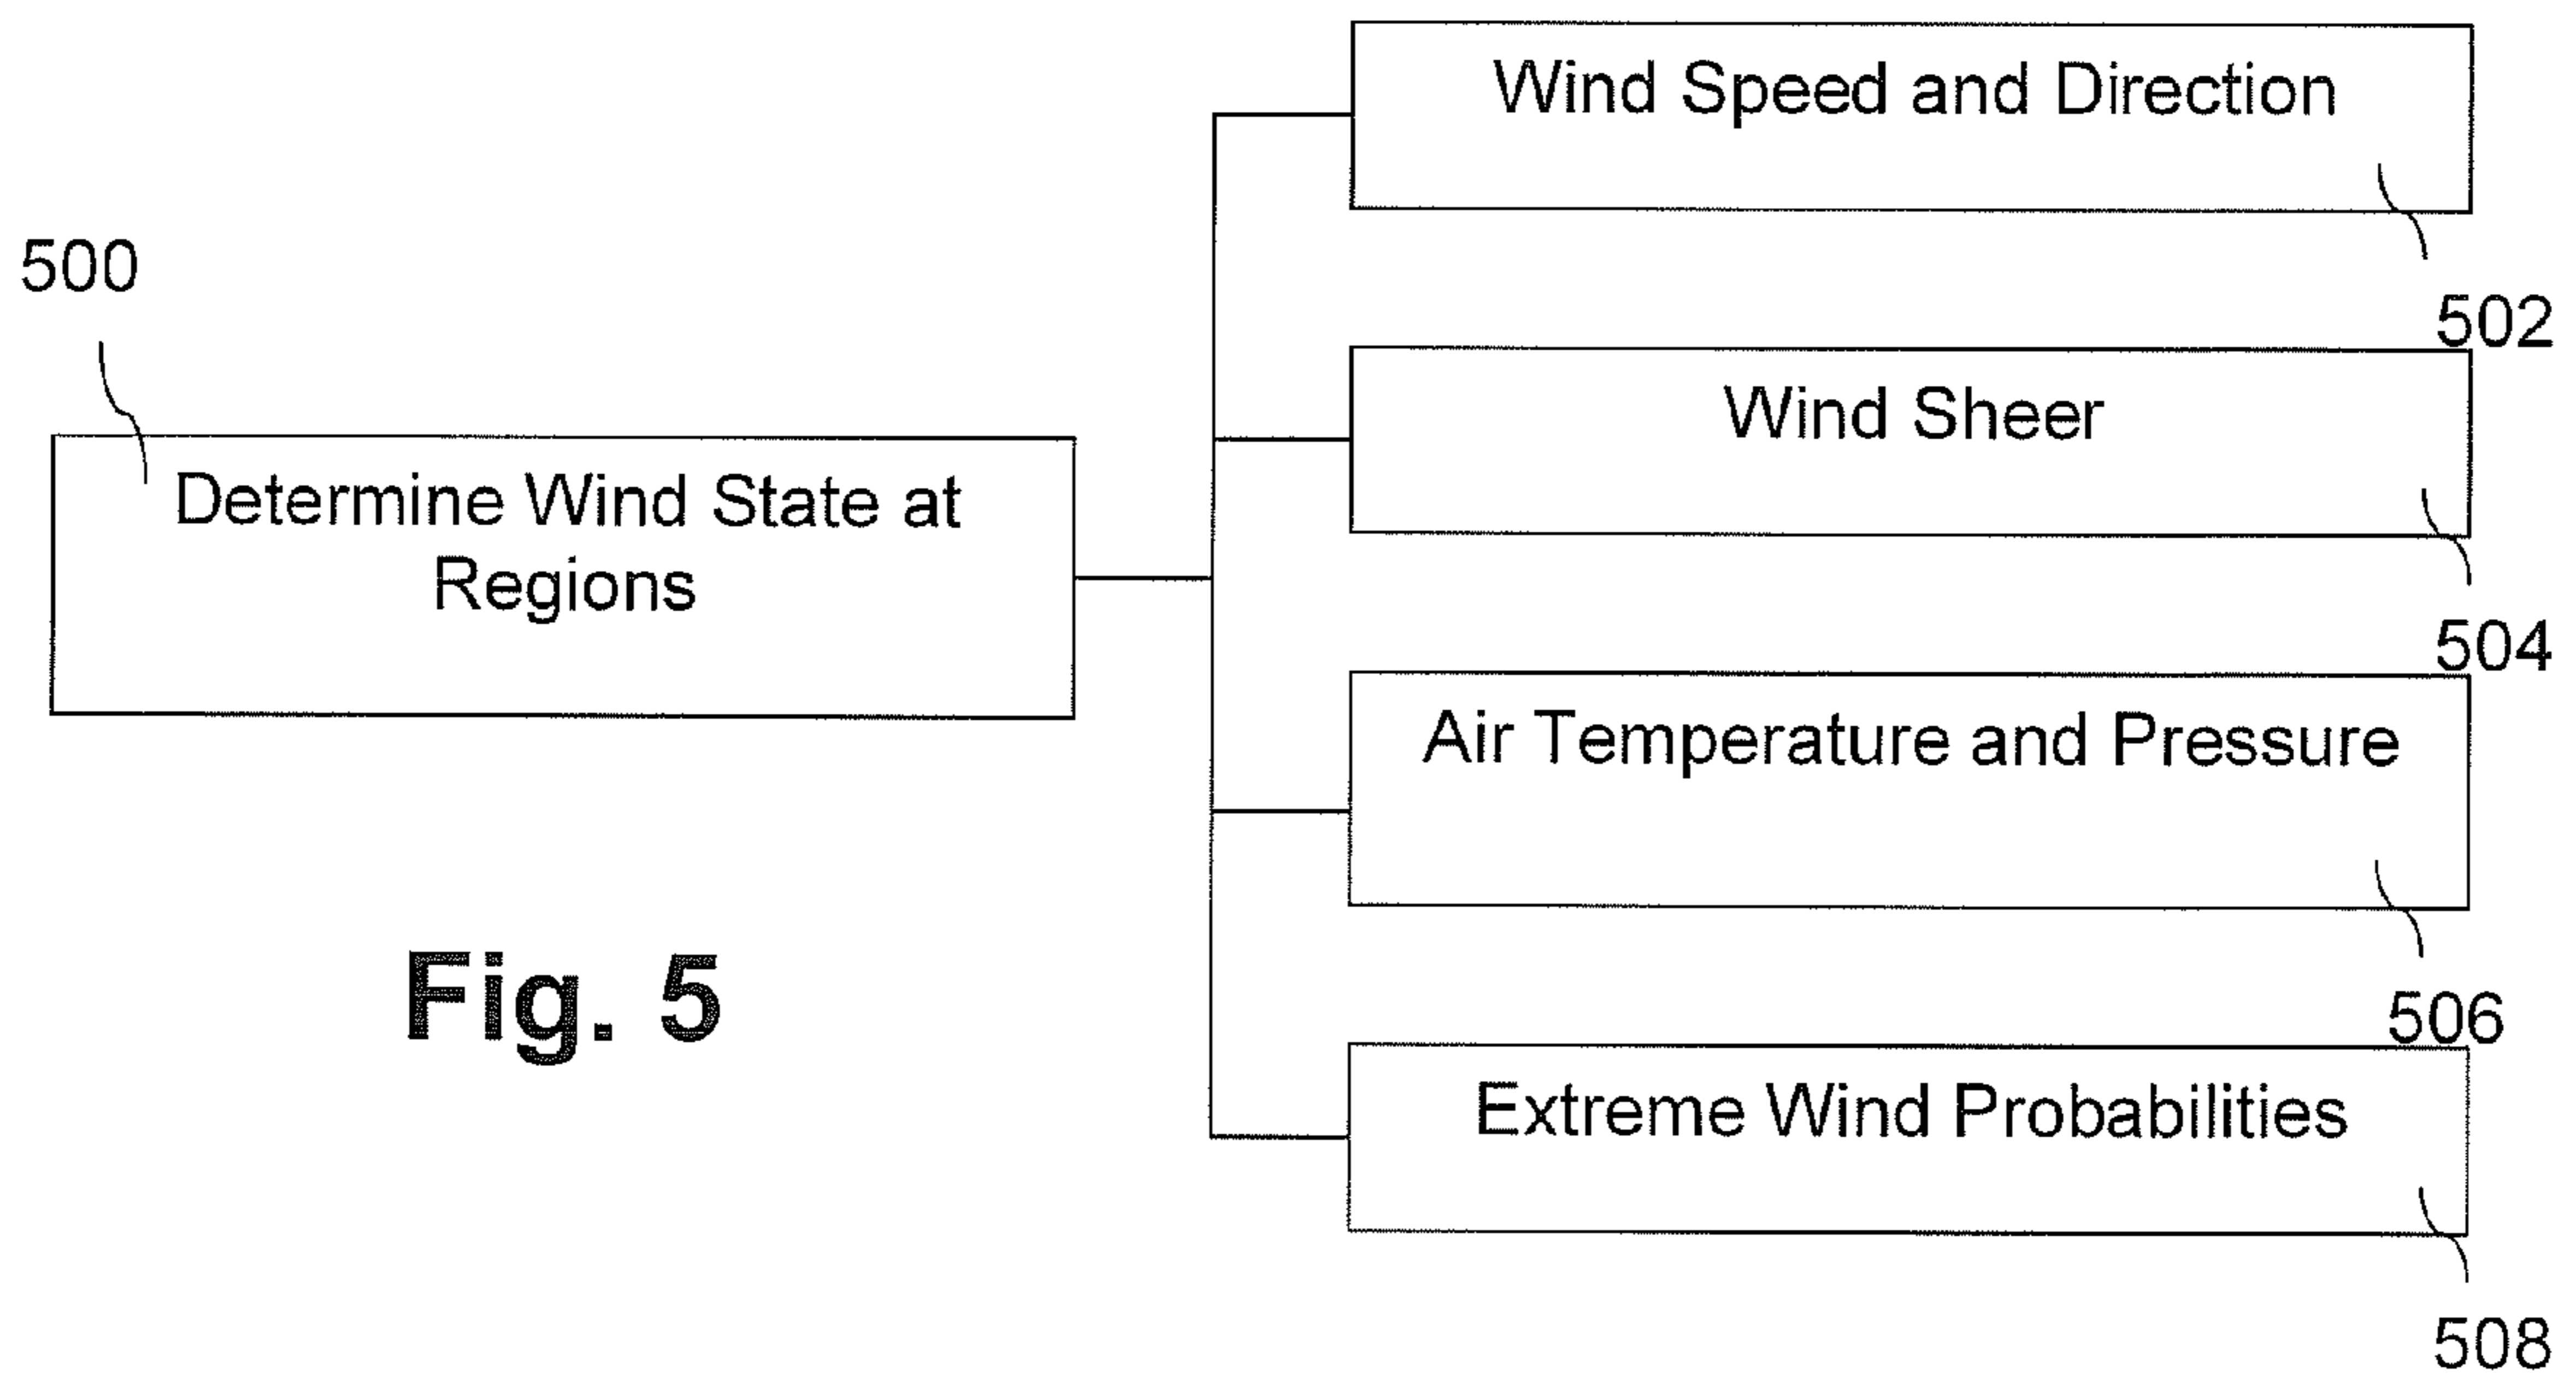 Wind Speed and Direction
502
500
Determine Wind State at
Regions
Wind Sheer
504
Air Temperature and Pressure
506
Extreme Wind Probabilities
508
Fig. 5